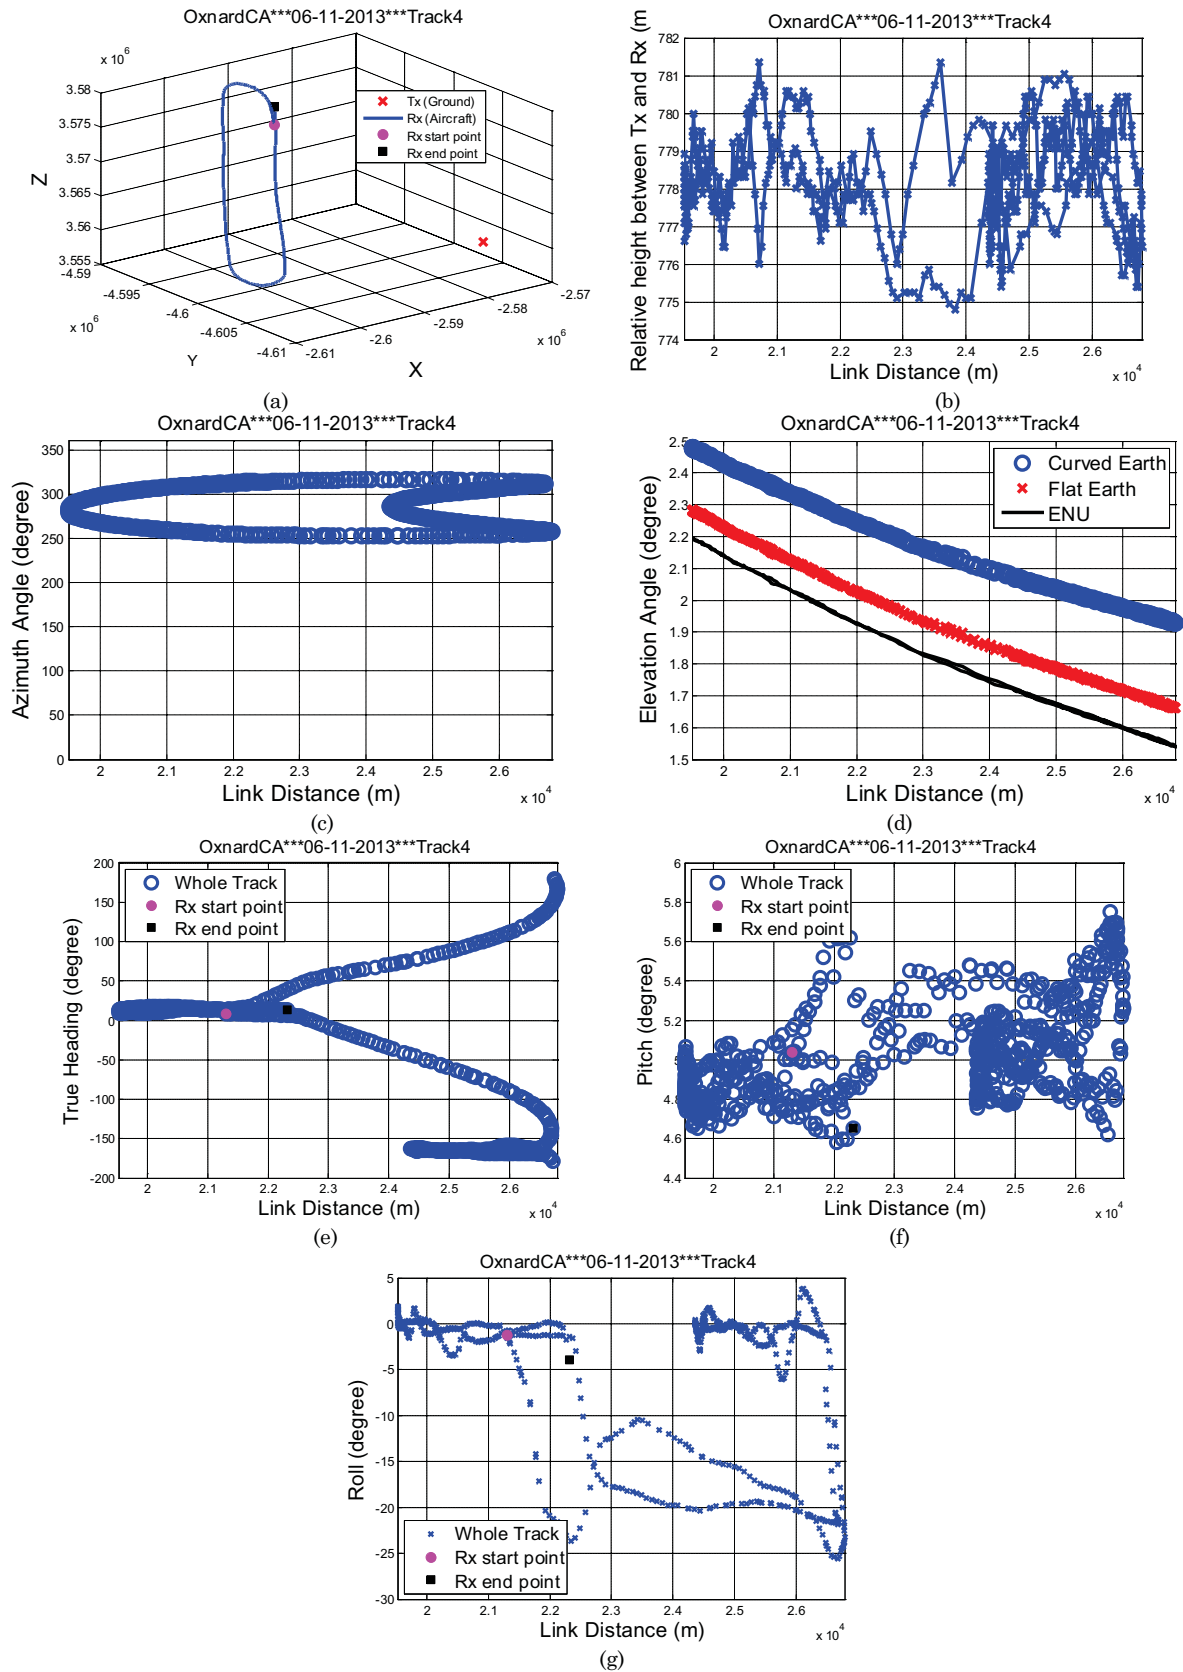 OxnardCA***06-11-2013***Track4
x 10^6
3.58
3.575
3.57
3.565
3.56
3.555
Z
-4.59
-4.595
-4.6
-4.605
-4.61
x 10^6
Y
-2.61
-2.6
-2.59
-2.58
-2.57
x 10^6
X
Tx (Ground)
Rx (Aircraft)
Rx start point
Rx end point
(a)
OxnardCA***06-11-2013***Track4
Relative height between Tx and Rx (m
782
781
780
779
778
777
776
775
774
2 2.1 2.2 2.3 2.4 2.5 2.6
Link Distance (m)
x 10^4
(b)
OxnardCA***06-11-2013***Track4
Azimuth Angle (degree)
350
300
250
200
150
100
50
0
2 2.1 2.2 2.3 2.4 2.5 2.6
Link Distance (m)
x 10^4
(c)
OxnardCA***06-11-2013***Track4
Elevation Angle (degree)
2.5
2.4
2.3
2.2
2.1
2
1.9
1.8
1.7
1.6
1.5
Curved Earth
Flat Earth
ENU
2 2.1 2.2 2.3 2.4 2.5 2.6
Link Distance (m)
x 10^4
(d)
OxnardCA***06-11-2013***Track4
True Heading (degree)
200
150
100
50
0
-50
-100
-150
-200
Whole Track
Rx start point
Rx end point
2 2.1 2.2 2.3 2.4 2.5 2.6
Link Distance (m)
x 10^4
(e)
OxnardCA***06-11-2013***Track4
Pitch (degree)
6
5.8
5.6
5.4
5.2
5
4.8
4.6
4.4
Whole Track
Rx start point
Rx end point
2 2.1 2.2 2.3 2.4 2.5 2.6
Link Distance (m)
x 10^4
(f)
OxnardCA***06-11-2013***Track4
Roll (degree)
5
0
-5
-10
-15
-20
-25
-30
Whole Track
Rx start point
Rx end point
2 2.1 2.2 2.3 2.4 2.5 2.6
Link Distance (m)
x 10^4
(g)